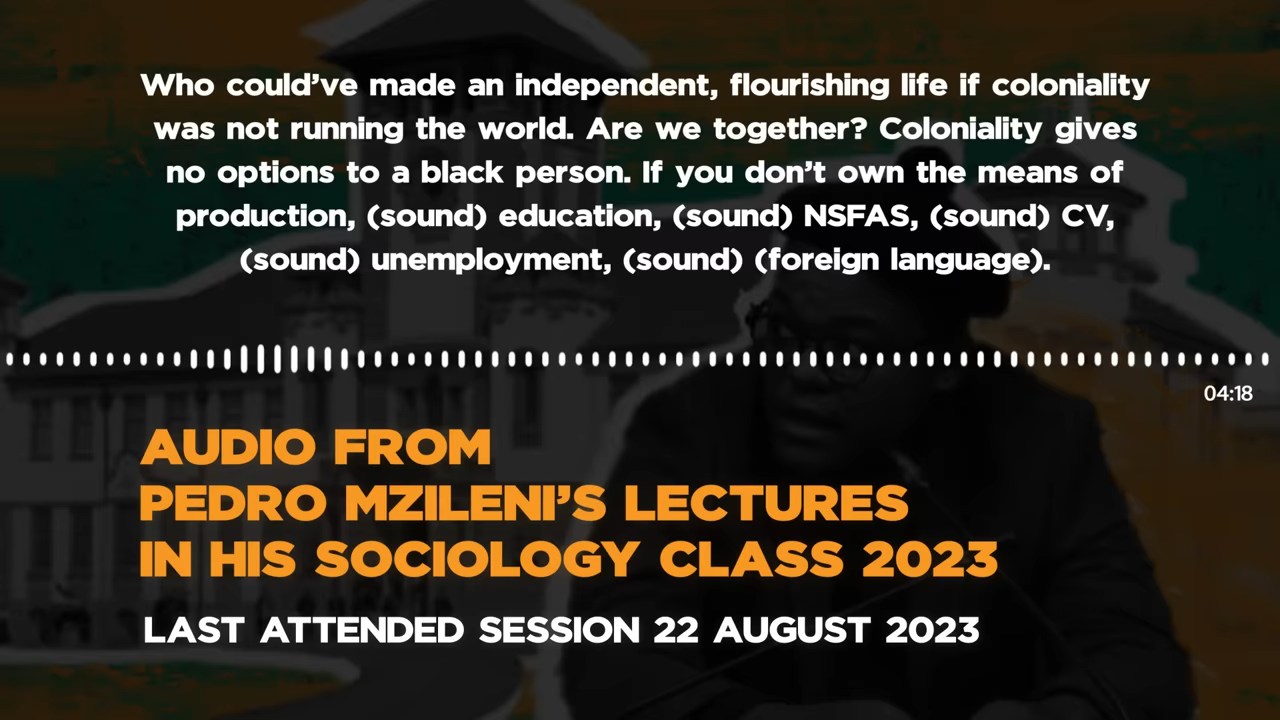 Who could’ve made an independent, flourishing life if coloniality
was not running the world. Are we together? Coloniality gives
no options to a black person. If you don’t own the means of
production, (sound) education, (sound) NSFAS, (sound) CV,
(sound) unemployment, (sound) (foreign language).
04:18
AUDIO FROM
PEDRO MZILENI’S LECTURES
IN HIS SOCIOLOGY CLASS 2023
LAST ATTENDED SESSION 22 AUGUST 2023